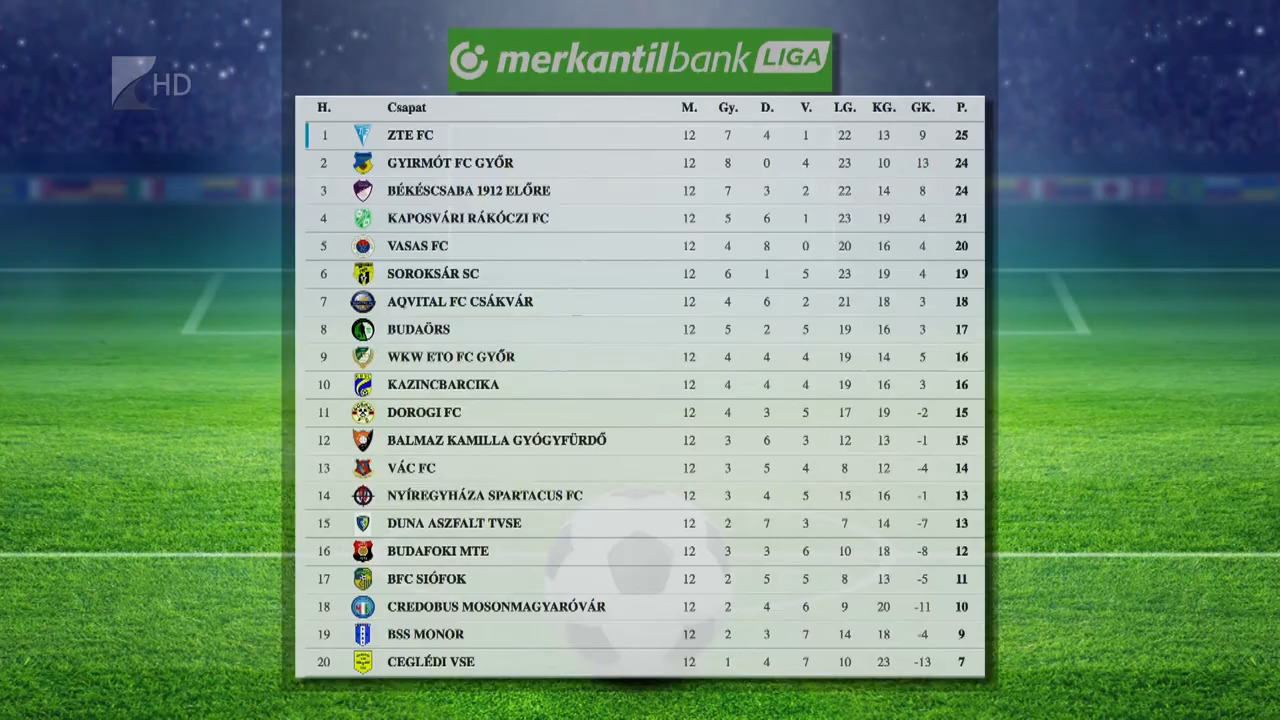 HD
merkantilbank LIGA
H. Csapat M. Gy. D. V. LG. KG. GK. P.
1 ZTE FC 12 7 4 1 22 13 9 25
2 GYIRMÓT FC GYŐR 12 8 0 4 23 10 13 24
3 BÉKÉSCSABA 1912 ELŐRE 12 7 3 2 22 14 8 24
4 KAPOSVÁRI RÁKÓCZI FC 12 5 6 1 23 19 4 21
5 VASAS FC 12 4 8 0 20 16 4 20
6 SOROKSÁR SC 12 6 1 5 23 19 4 19
7 AQVITAL FC CSÁKVÁR 12 4 6 2 21 18 3 18
8 BUDAÖRS 12 5 2 5 19 16 3 17
9 WKW ETO FC GYŐR 12 4 4 4 19 14 5 16
10 KAZINCBARCIKA 12 4 4 4 19 16 3 16
11 DOROGI FC 12 4 3 5 17 19 -2 15
12 BALMAZ KAMILLA GYÓGYFÜRDŐ 12 3 6 3 12 13 -1 15
13 VÁC FC 12 3 5 4 8 12 -4 14
14 NYÍREGYHÁZA SPARTACUS FC 12 3 4 5 15 16 -1 13
15 DUNA ASZFALT TVSE 12 2 7 3 7 14 -7 13
16 BUDAFOKI MTE 12 3 3 6 10 18 -8 12
17 BFC SIÓFOK 12 2 5 5 8 13 -5 11
18 CREDOBUS MOSONMAGYARÓVÁR 12 2 4 6 9 20 -11 10
19 BSS MONOR 12 2 3 7 14 18 -4 9
20 CEGLÉDI VSE 12 1 4 7 10 23 -13 7